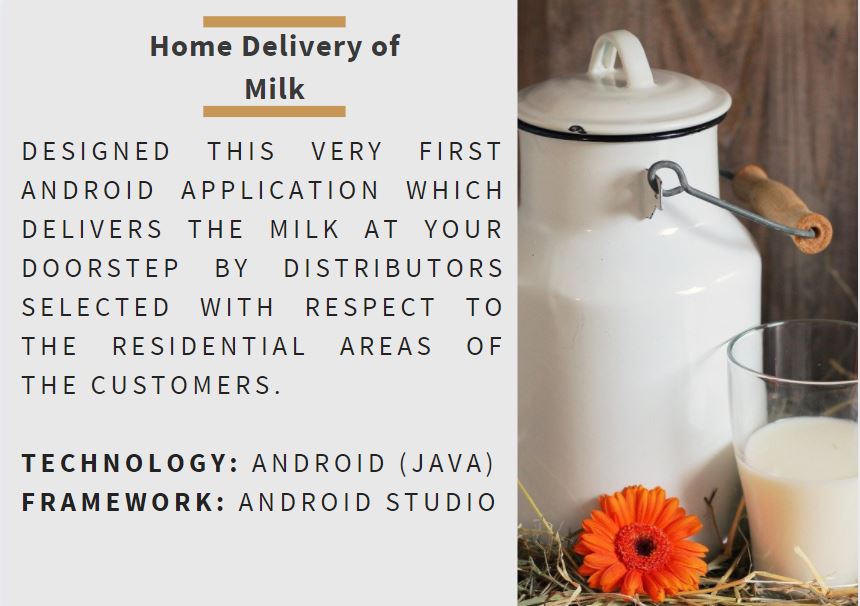 Home Delivery of
Milk
DESIGNED THIS VERY FIRST
ANDROID APPLICATION WHICH
DELIVERS THE MILK AT YOUR
DOORSTEP BY DISTRIBUTORS
SELECTED WITH RESPECT TO
THE RESIDENTIAL AREAS OF
THE CUSTOMERS.
TECHNOLOGY: ANDROID (JAVA)
FRAMEWORK: ANDROID STUDIO